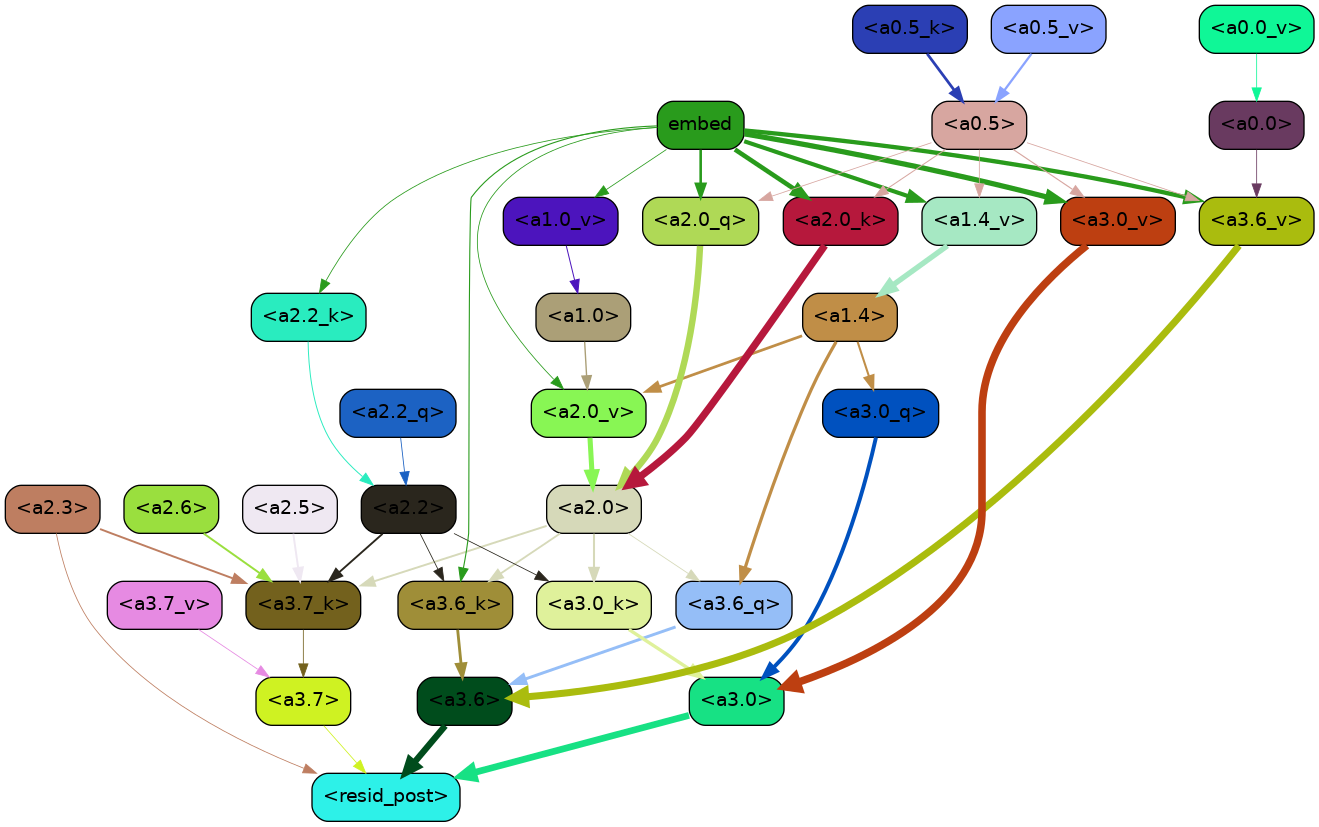 <a0.5_k> <a0.5_v> <a0.0_v>
embed <a0.5> <a0.0>
<a1.0_v> <a2.0_q> <a2.0_k> <a1.4_v> <a3.0_v> <a3.6_v>
<a2.2_k> <a1.0> <a1.4>
<a2.2_q> <a2.0_v> <a3.0_q>
<a2.3> <a2.6> <a2.5> <a2.2> <a2.0>
<a3.7_v> <a3.7_k> <a3.6_k> <a3.0_k> <a3.6_q>
<a3.7> <a3.6> <a3.0>
<resid_post>